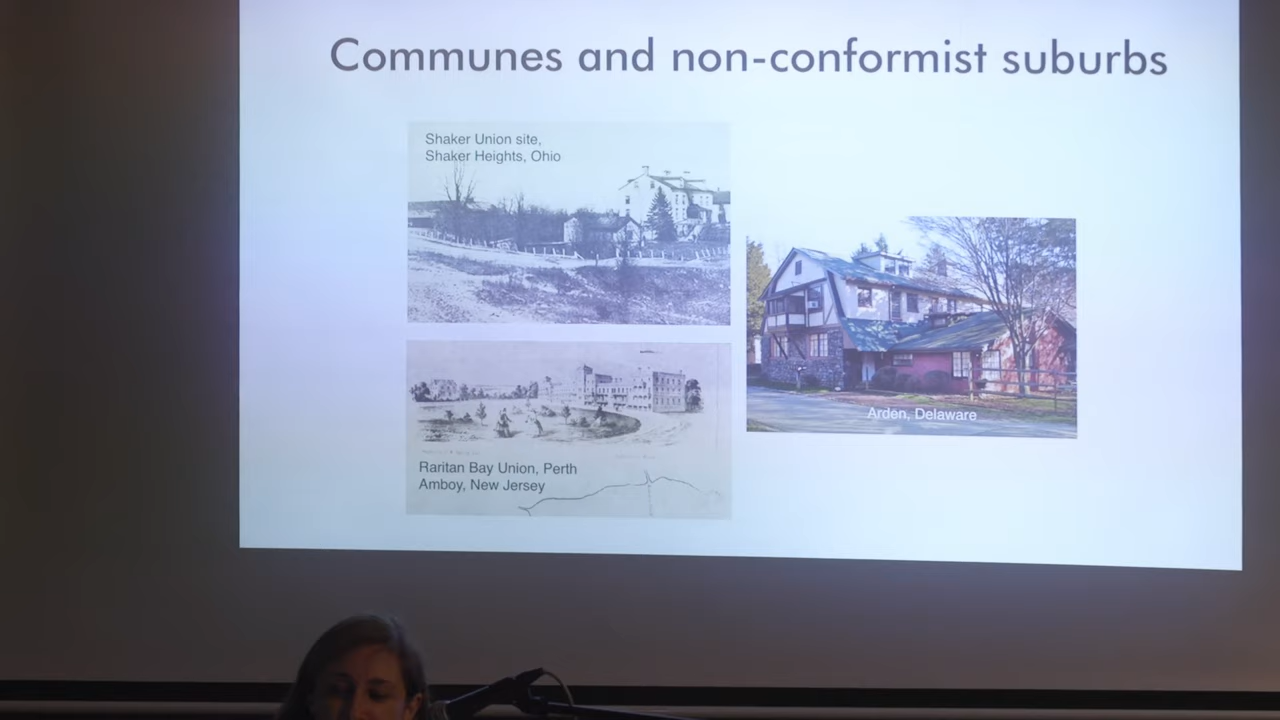 Communes and non-conformist suburbs
Shaker Union site,
Shaker Heights, Ohio
Raritan Bay Union, Perth
Amboy, New Jersey
Arden, Delaware